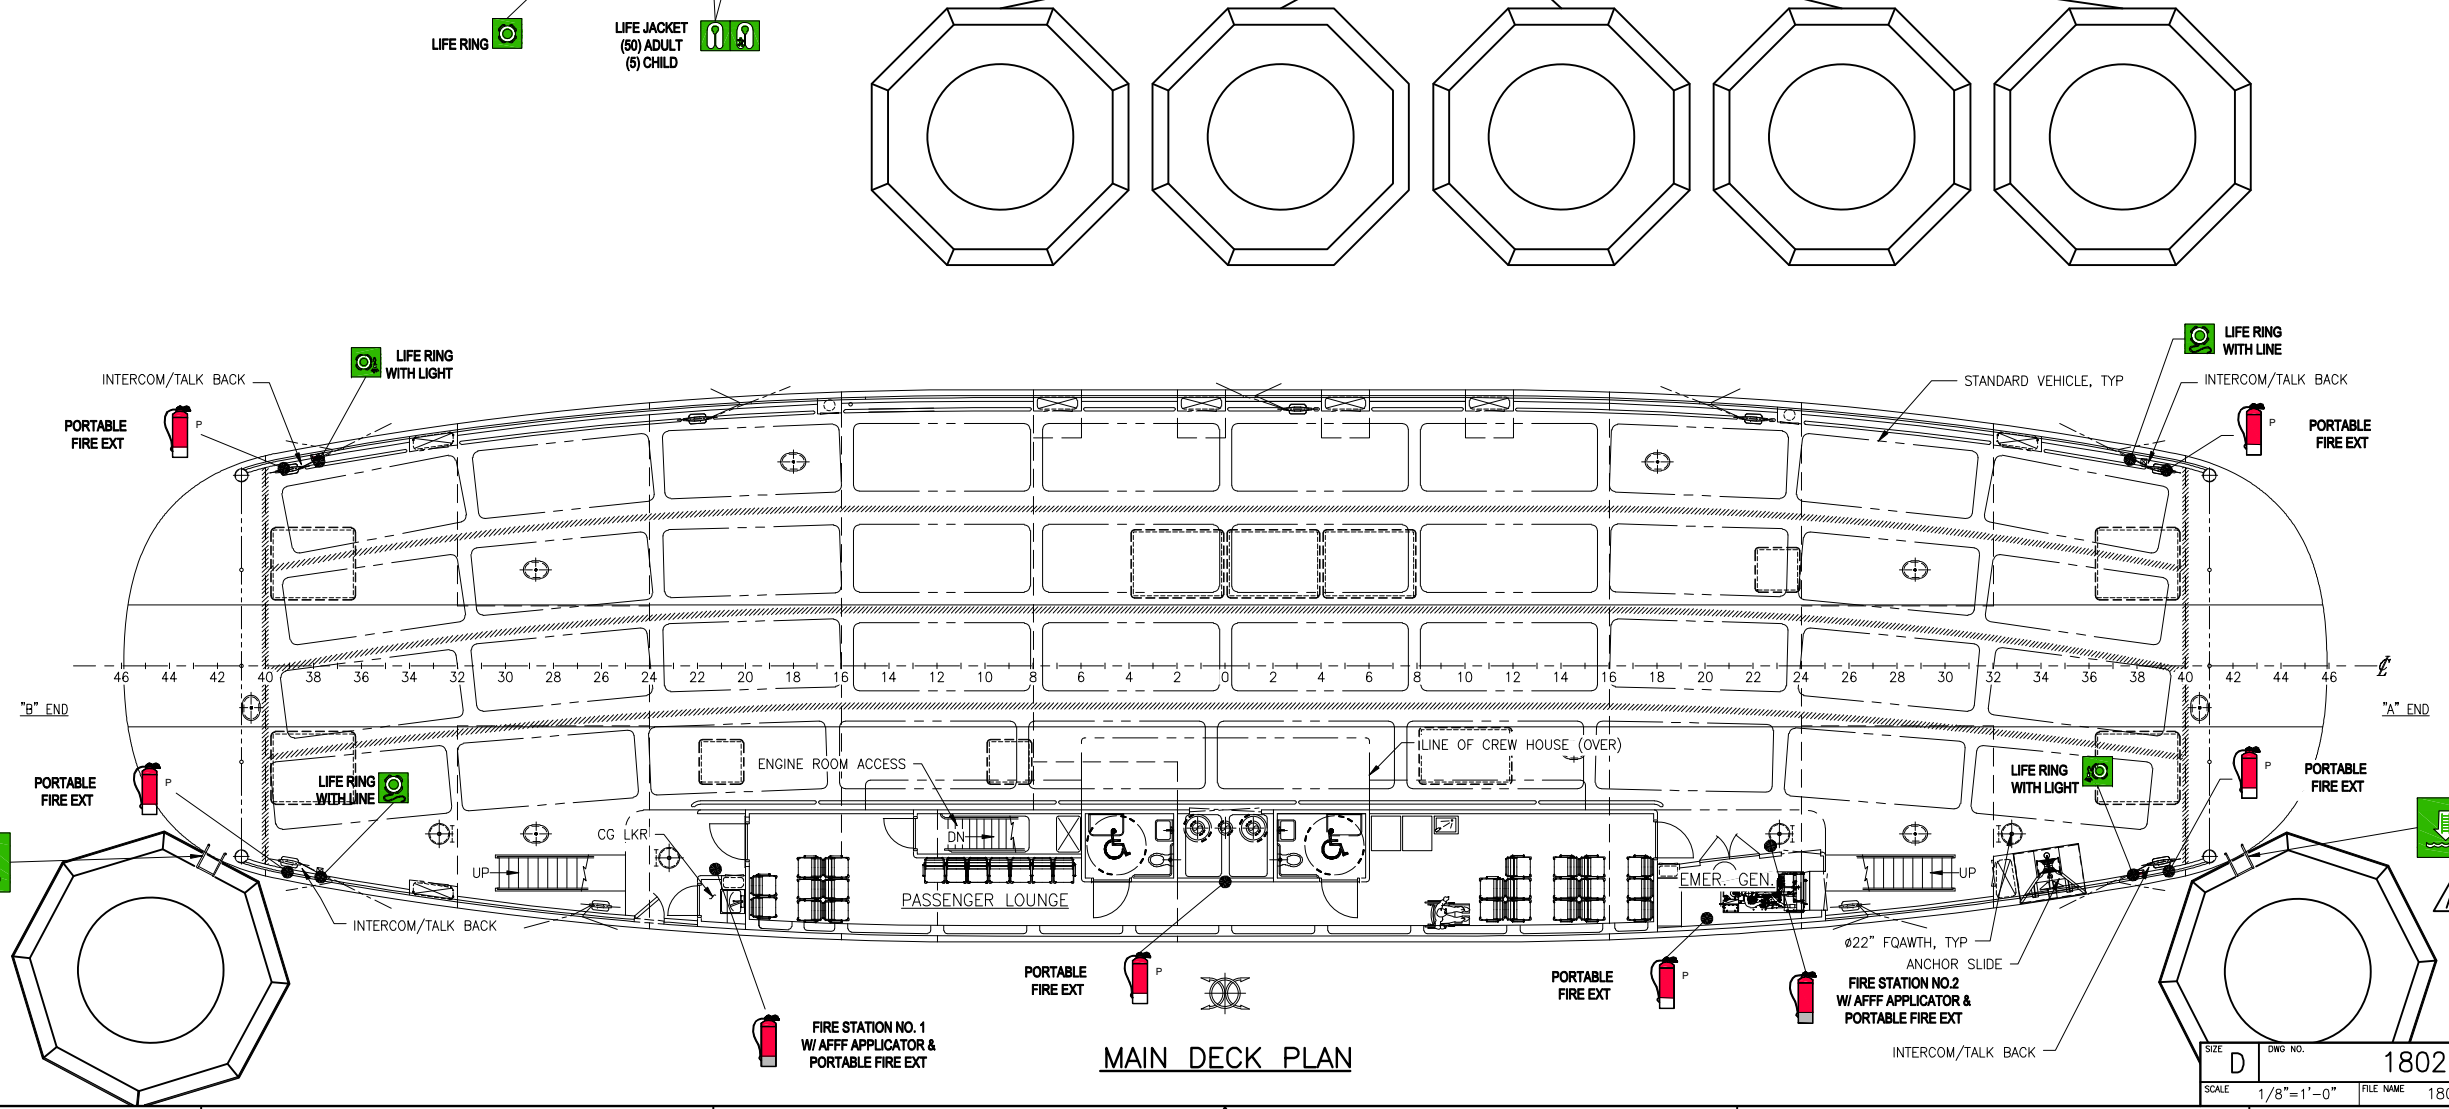 LIFE RING
LIFE JACKET
(50) ADULT
(5) CHILD
LIFE RING
WITH LIGHT
INTERCOM/TALK BACK
PORTABLE
FIRE EXT
P
LIFE RING
WITH LINE
STANDARD VEHICLE, TYP
INTERCOM/TALK BACK
P
PORTABLE
FIRE EXT
46 44 42 40 38 36 34 32 30 28 26 24 22 20 18 16 14 12 10 8 6 4 2 0 2 4 6 8 10 12 14 16 18 20 22 24 26 28 30 32 34 36 38 40 42 44 46
"B" END
"A" END
PORTABLE
FIRE EXT
P
LIFE RING
WITH LINE
ENGINE ROOM ACCESS
LINE OF CREW HOUSE (OVER)
LIFE RING
WITH LIGHT
P
PORTABLE
FIRE EXT
CG LKR
DN
UP
PASSENGER LOUNGE
EMER. GEN
UP
INTERCOM/TALK BACK
ø22" FQAWTH, TYP
ANCHOR SLIDE
PORTABLE
FIRE EXT
P
PORTABLE
FIRE EXT
P
FIRE STATION NO.2
W/ AFFF APPLICATOR &
PORTABLE FIRE EXT
FIRE STATION NO. 1
W/ AFFF APPLICATOR &
PORTABLE FIRE EXT
MAIN DECK PLAN
INTERCOM/TALK BACK
SIZE
D
DWG NO.
1802
SCALE
1/8"=1'-0"
FILE NAME
180